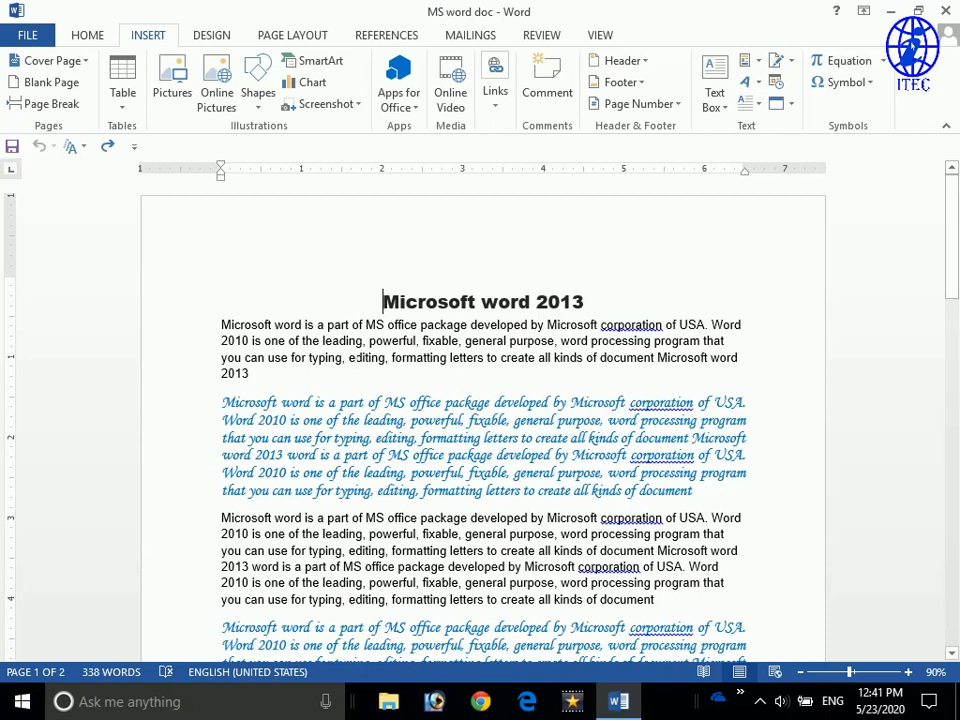 MS word doc - Word
?
FILE HOME INSERT DESIGN PAGE LAYOUT REFERENCES MAILINGS REVIEW VIEW
ITEC
Cover Page
Blank Page
Page Break
Pages
Table
Tables
Pictures
Online Pictures
Shapes
SmartArt
Chart
Screenshot
Illustrations
Apps for Office
Apps
Online Video
Media
Links
Comment
Comments
Header
Footer
Page Number
Header & Footer
Text Box
Text
Equation
Symbol
Symbols
1 1 2 3 4 5 6 7
Microsoft word 2013
Microsoft word is a part of MS office package developed by Microsoft corporation of USA. Word
2010 is one of the leading, powerful, fixable, general purpose, word processing program that
you can use for typing, editing, formatting letters to create all kinds of document Microsoft word
2013
Microsoft word is a part of MS office package developed by Microsoft corporation of USA.
Word 2010 is one of the leading, powerful, fixable, general purpose, word processing program
that you can use for typing, editing, formatting letters to create all kinds of document Microsoft
word 2013 word is a part of MS office package developed by Microsoft corporation of USA.
Word 2010 is one of the leading, powerful, fixable, general purpose, word processing program
that you can use for typing, editing, formatting letters to create all kinds of document
Microsoft word is a part of MS office package developed by Microsoft corporation of USA. Word
2010 is one of the leading, powerful, fixable, general purpose, word processing program that
you can use for typing, editing, formatting letters to create all kinds of document Microsoft word
2013 word is a part of MS office package developed by Microsoft corporation of USA. Word
2010 is one of the leading, powerful, fixable, general purpose, word processing program that
you can use for typing, editing, formatting letters to create all kinds of document
Microsoft word is a part of MS office package developed by Microsoft corporation of USA.
Word 2010 is one of the leading, powerful, fixable, general purpose, word processing program
PAGE 1 OF 2 338 WORDS ENGLISH (UNITED STATES) 90%
Ask me anything
ENG
12:41 PM
5/23/2020